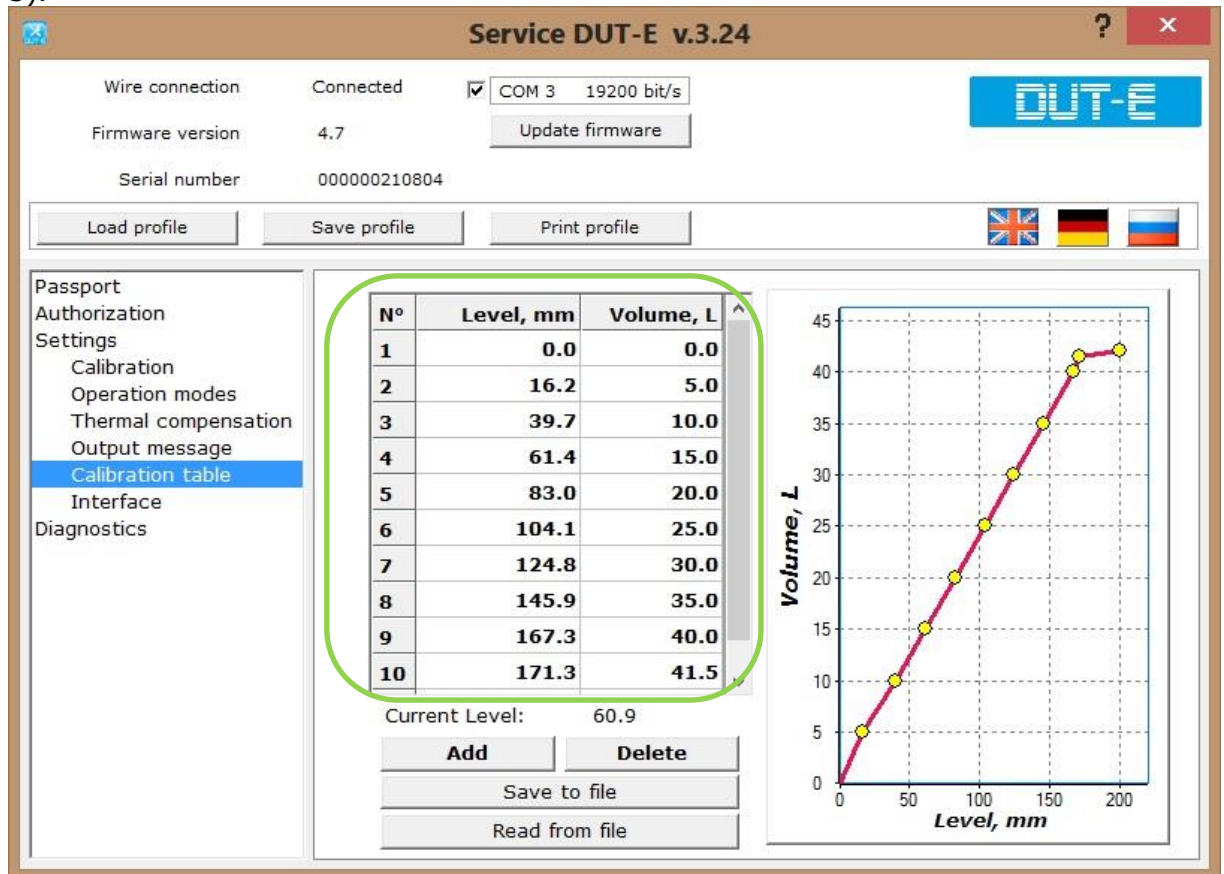 Service DUT-E v.3.24 ? ×
Wire connection Connected COM 3 19200 bit/s
DUT-E
Firmware version 4.7 Update firmware
Serial number 000000210804
Load profile Save profile Print profile
Passport
Authorization
Settings
Calibration
Operation modes
Thermal compensation
Output message
Calibration table
Interface
Diagnostics
Nº Level, mm Volume, L
1 0.0 0.0
2 16.2 5.0
3 39.7 10.0
4 61.4 15.0
5 83.0 20.0
6 104.1 25.0
7 124.8 30.0
8 145.9 35.0
9 167.3 40.0
10 171.3 41.5
Current Level: 60.9
Add Delete
Save to file
Read from file
Volume, L
45
40
35
30
25
20
15
10
5
0
0 50 100 150 200
Level, mm